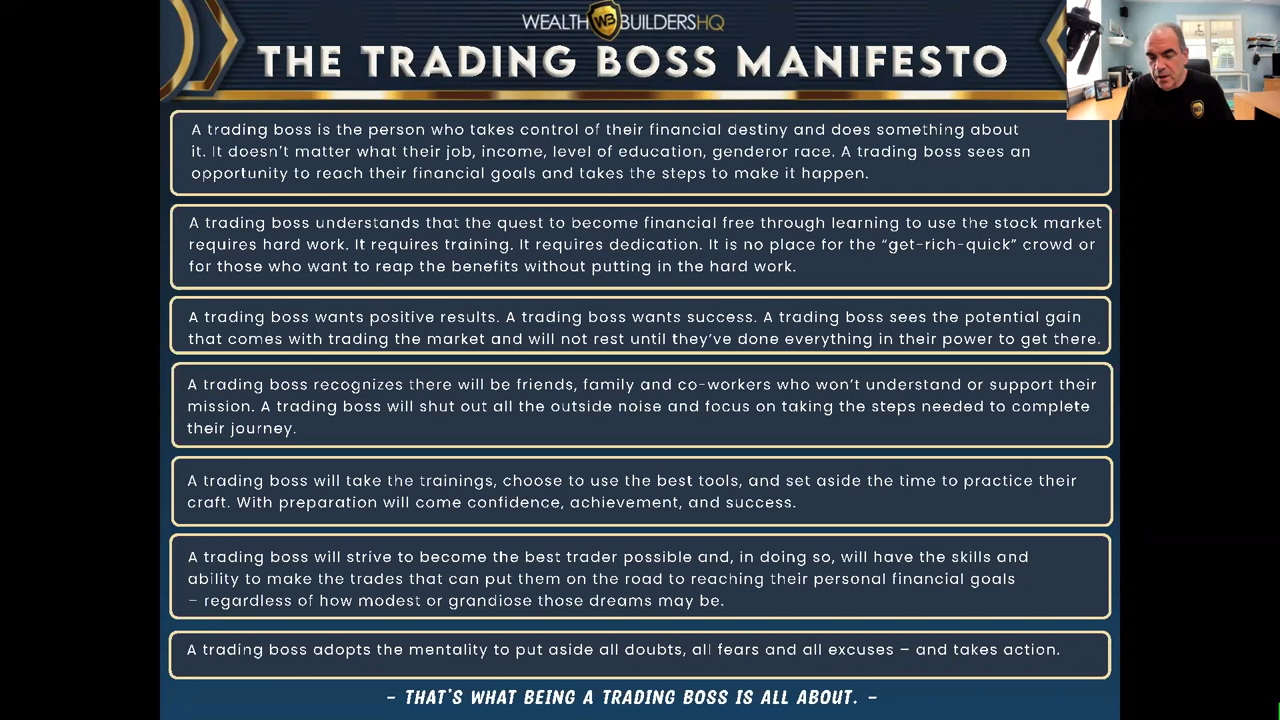 WEALTH WB BUILDERSHQ
THE TRADING BOSS MANIFESTO
A trading boss is the person who takes control of their financial destiny and does something about
it. It doesn't matter what their job, income, level of education, genderor race. A trading boss sees an
opportunity to reach their financial goals and takes the steps to make it happen.
A trading boss understands that the quest to become financial free through learning to use the stock market
requires hard work. It requires training. It requires dedication. It is no place for the “get-rich-quick” crowd or
for those who want to reap the benefits without putting in the hard work.
A trading boss wants positive results. A trading boss wants success. A trading boss sees the potential gain
that comes with trading the market and will not rest until they've done everything in their power to get there.
A trading boss recognizes there will be friends, family and co-workers who won't understand or support their
mission. A trading boss will shut out all the outside noise and focus on taking the steps needed to complete
their journey.
A trading boss will take the trainings, choose to use the best tools, and set aside the time to practice their
craft. With preparation will come confidence, achievement, and success.
A trading boss will strive to become the best trader possible and, in doing so, will have the skills and
ability to make the trades that can put them on the road to reaching their personal financial goals
– regardless of how modest or grandiose those dreams may be.
A trading boss adopts the mentality to put aside all doubts, all fears and all excuses – and takes action.
– THAT'S WHAT BEING A TRADING BOSS IS ALL ABOUT. –